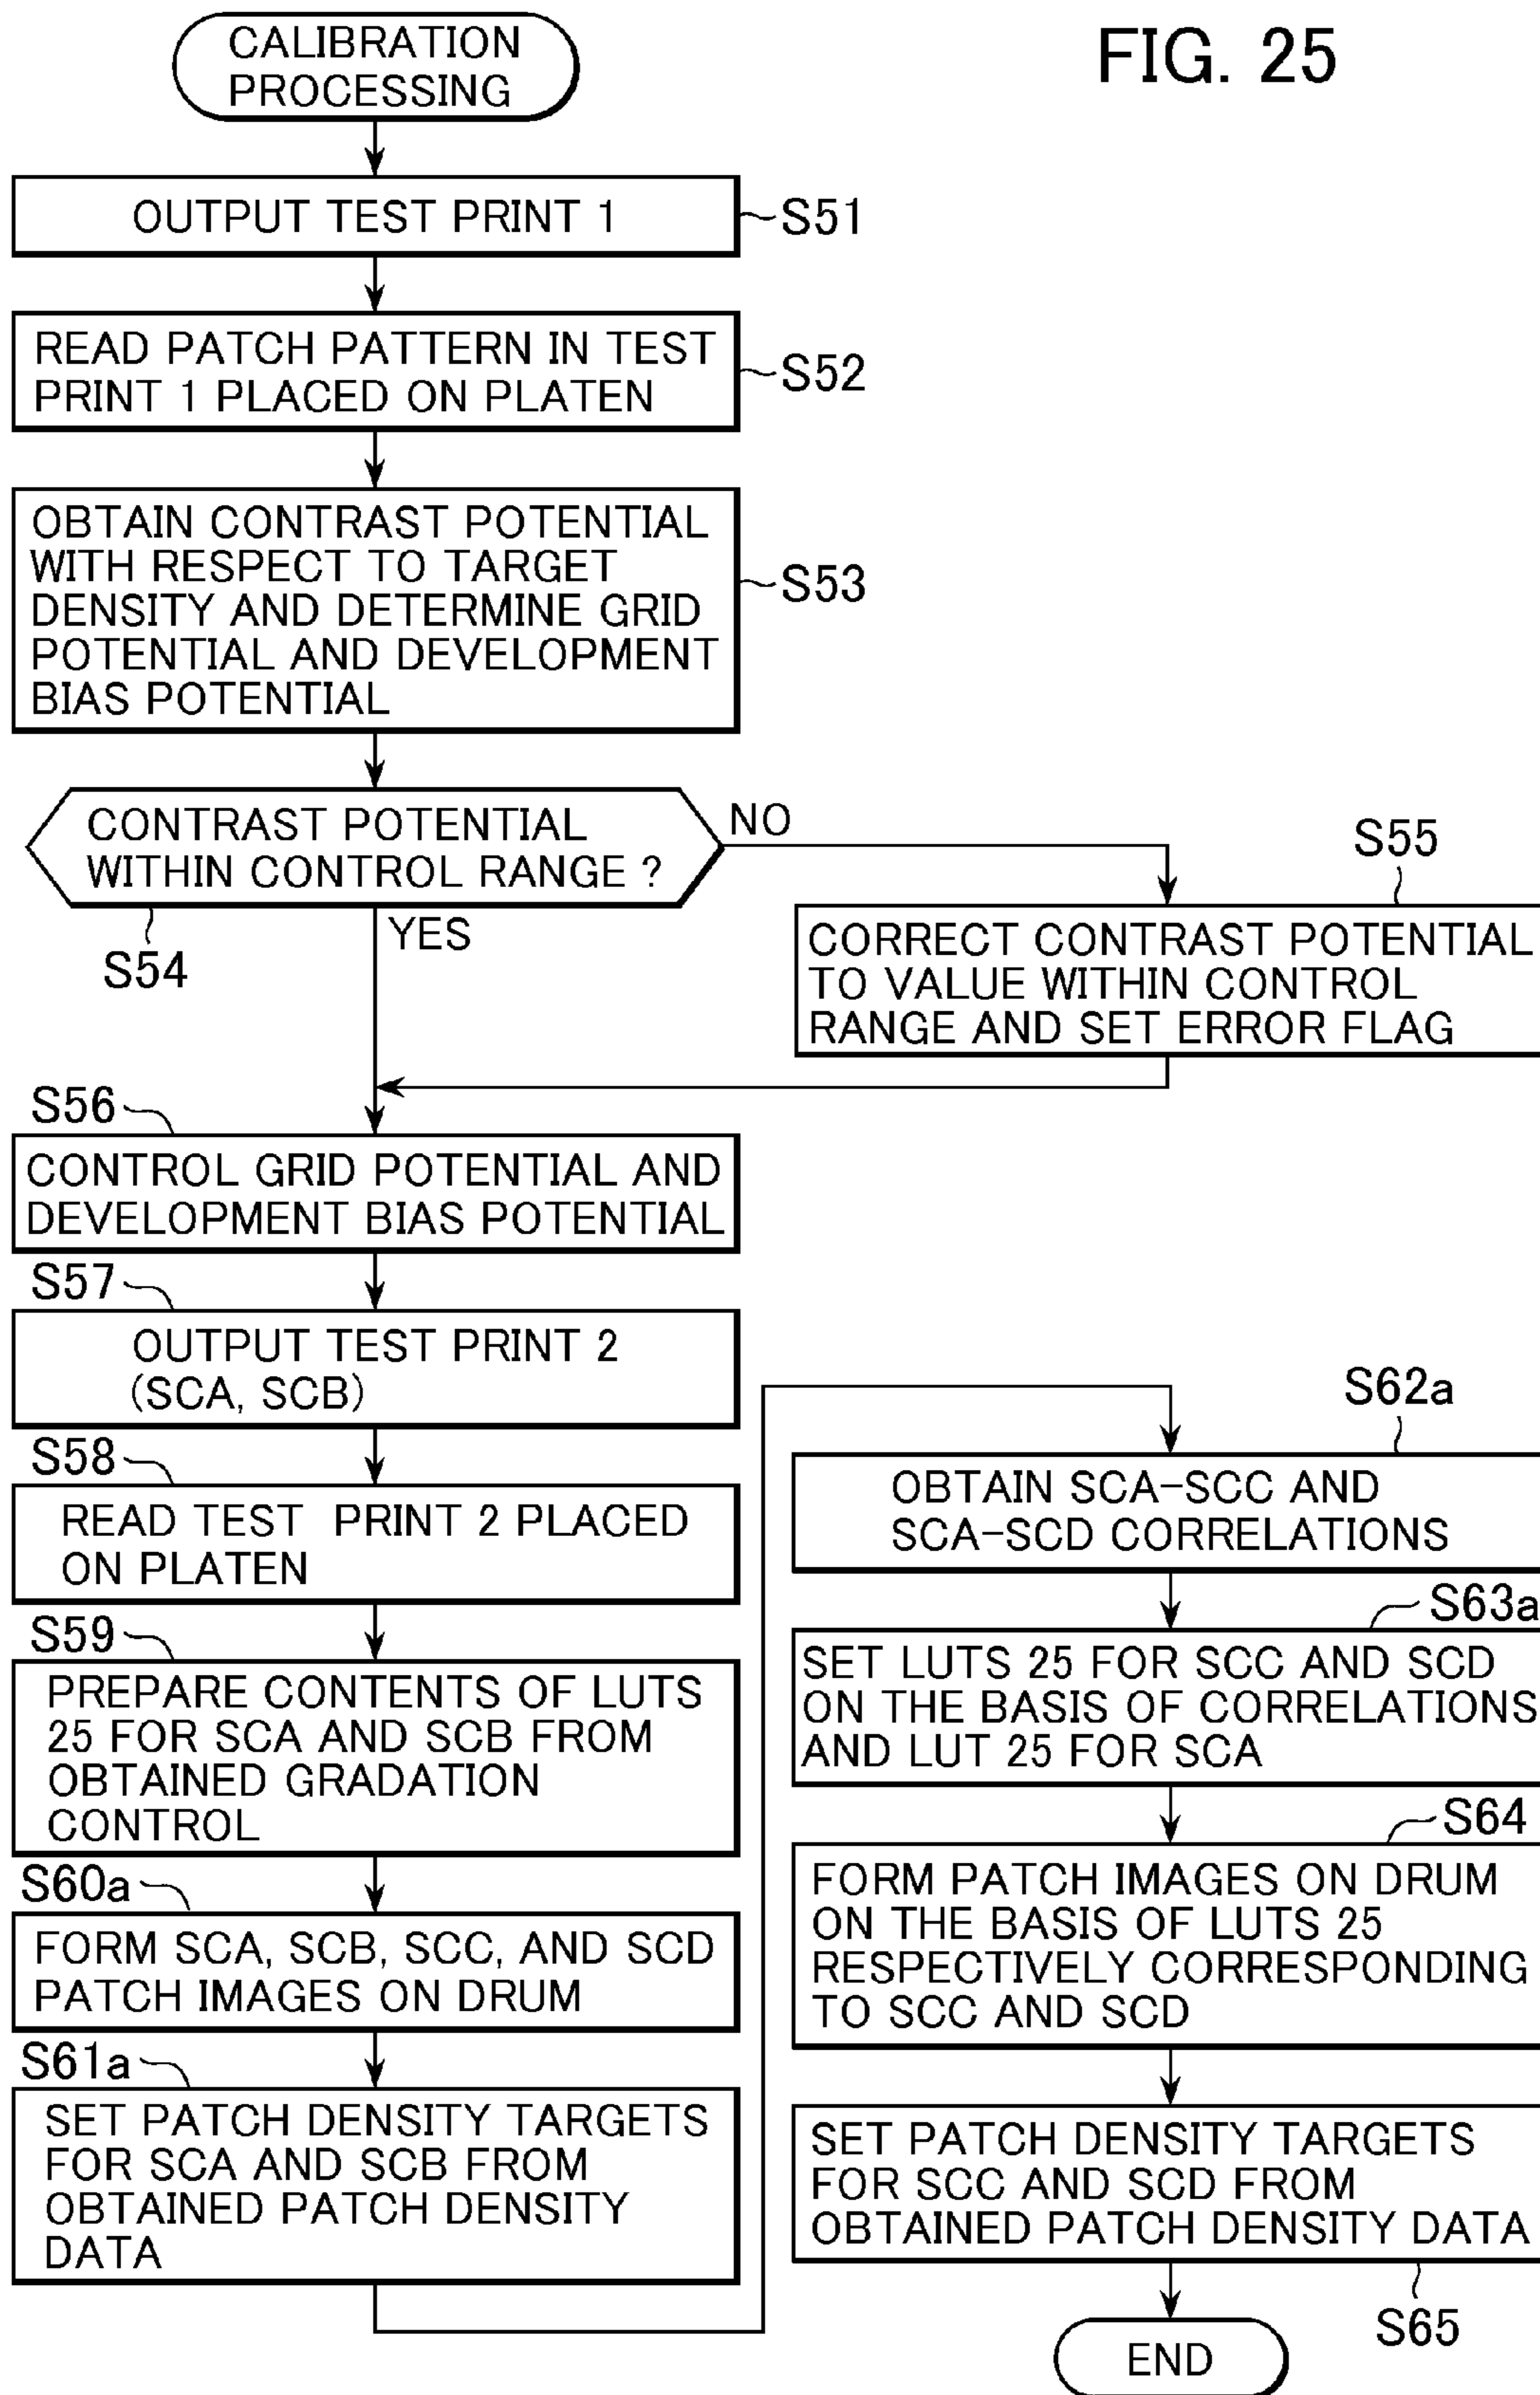 FIG. 25
CALIBRATION
PROCESSING
OUTPUT TEST PRINT 1
S51
READ PATCH PATTERN IN TEST
PRINT 1 PLACED ON PLATEN
S52
OBTAIN CONTRAST POTENTIAL
WITH RESPECT TO TARGET
DENSITY AND DETERMINE GRID
POTENTIAL AND DEVELOPMENT
BIAS POTENTIAL
S53
CONTRAST POTENTIAL
WITHIN CONTROL RANGE ?
NO
YES
S54
S55
CORRECT CONTRAST POTENTIAL
TO VALUE WITHIN CONTROL
RANGE AND SET ERROR FLAG
S56
CONTROL GRID POTENTIAL AND
DEVELOPMENT BIAS POTENTIAL
S57
OUTPUT TEST PRINT 2
(SCA, SCB)
S58
READ TEST PRINT 2 PLACED
ON PLATEN
S59
PREPARE CONTENTS OF LUTS
25 FOR SCA AND SCB FROM
OBTAINED GRADATION
CONTROL
S60a
FORM SCA, SCB, SCC, AND SCD
PATCH IMAGES ON DRUM
S61a
SET PATCH DENSITY TARGETS
FOR SCA AND SCB FROM
OBTAINED PATCH DENSITY
DATA
S62a
OBTAIN SCA-SCC AND
SCA-SCD CORRELATIONS
S63a
SET LUTS 25 FOR SCC AND SCD
ON THE BASIS OF CORRELATIONS
AND LUT 25 FOR SCA
S64
FORM PATCH IMAGES ON DRUM
ON THE BASIS OF LUTS 25
RESPECTIVELY CORRESPONDING
TO SCC AND SCD
SET PATCH DENSITY TARGETS
FOR SCC AND SCD FROM
OBTAINED PATCH DENSITY DATA
S65
END